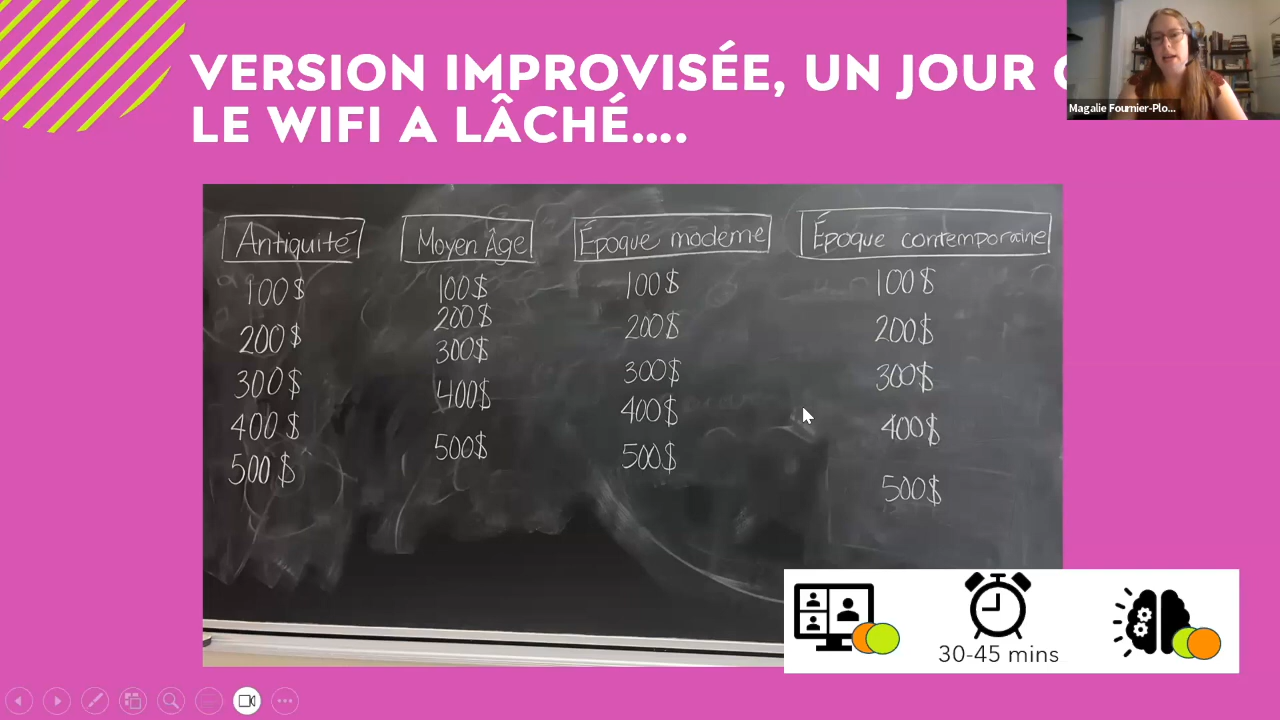 VERSION IMPROVISÉE, UN JOUR
LE WIFI A LÂCHÉ....
Magalie Fournier-Plo...
Antiquité
100$
200$
300$
400$
500$
Moyen Âge
100$
200$
300$
400$
500$
Époque moderne
100$
200$
300$
400$
500$
Époque contemporaine
100$
200$
300$
400$
500$
30-45 mins